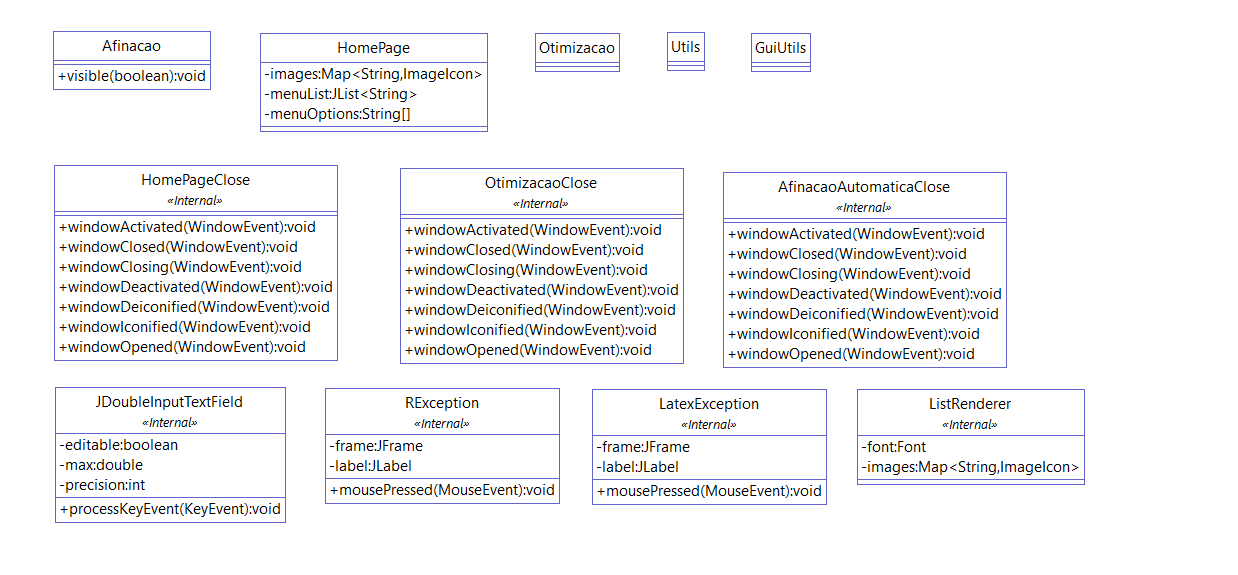 Afinacao
+visible(boolean):void
HomePage
-images:Map<String,ImageIcon>
-menuList:JList<String>
-menuOptions:String[]
Otimizacao
Utils
GuiUtils
HomePageClose
«Internal»
+windowActivated(WindowEvent):void
+windowClosed(WindowEvent):void
+windowClosing(WindowEvent):void
+windowDeactivated(WindowEvent):void
+windowDeiconified(WindowEvent):void
+windowIconified(WindowEvent):void
+windowOpened(WindowEvent):void
OtimizacaoClose
«Internal»
+windowActivated(WindowEvent):void
+windowClosed(WindowEvent):void
+windowClosing(WindowEvent):void
+windowDeactivated(WindowEvent):void
+windowDeiconified(WindowEvent):void
+windowIconified(WindowEvent):void
+windowOpened(WindowEvent):void
AfinacaoAutomaticaClose
«Internal»
+windowActivated(WindowEvent):void
+windowClosed(WindowEvent):void
+windowClosing(WindowEvent):void
+windowDeactivated(WindowEvent):void
+windowDeiconified(WindowEvent):void
+windowIconified(WindowEvent):void
+windowOpened(WindowEvent):void
JDoubleInputTextField
«Internal»
-editable:boolean
-max:double
-precision:int
+processKeyEvent(KeyEvent):void
RException
«Internal»
-frame:JFrame
-label:JLabel
+mousePressed(MouseEvent):void
LatexException
«Internal»
-frame:JFrame
-label:JLabel
+mousePressed(MouseEvent):void
ListRenderer
«Internal»
-font:Font
-images:Map<String,ImageIcon>